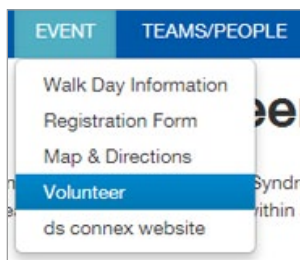 EVENT TEAMS/PEOPLE
Walk Day Information
Registration Form
Map & Directions
Volunteer
ds connex website